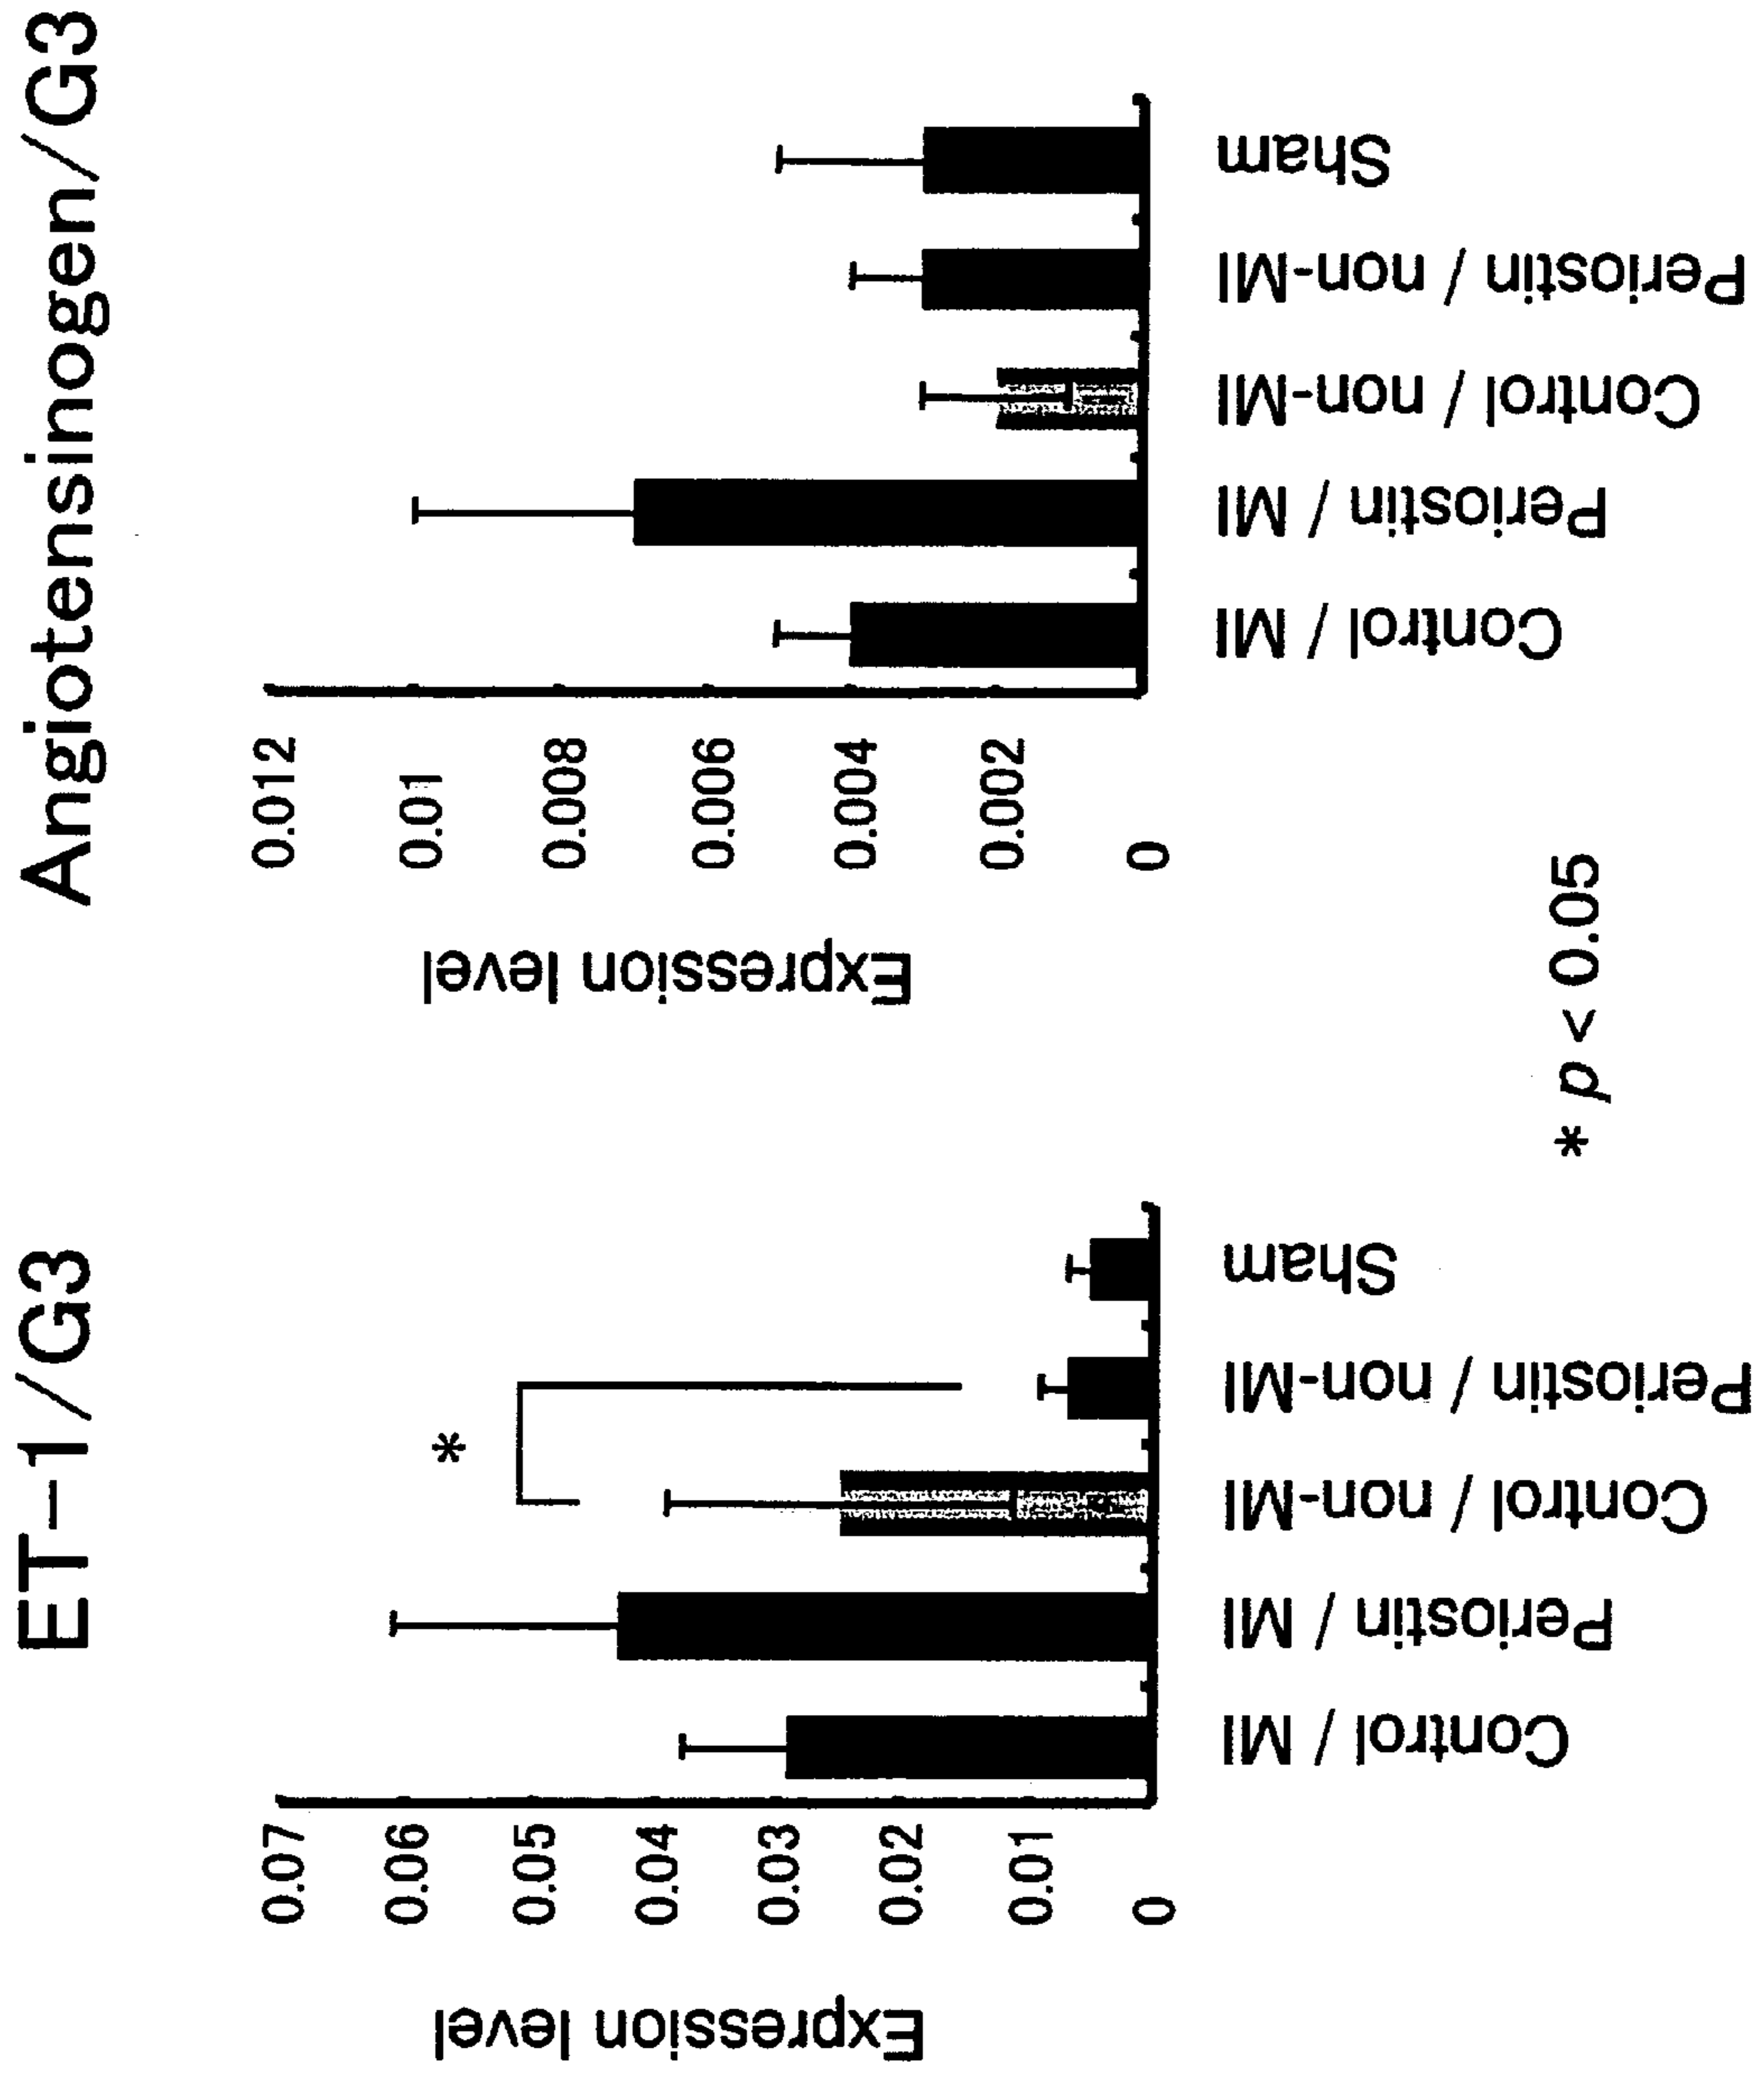 ET-1/G3
Expression level
0.07
0.06
0.05
0.04
0.03
0.02
0.01
0
*
Control / MI
Periostin / MI
Control / non-MI
Periostin / non-MI
Sham
Angiotensinogen/G3
Expression level
0.012
0.01
0.008
0.006
0.004
0.002
0
Control / MI
Periostin / MI
Control / non-MI
Periostin / non-MI
Sham
* p < 0.05